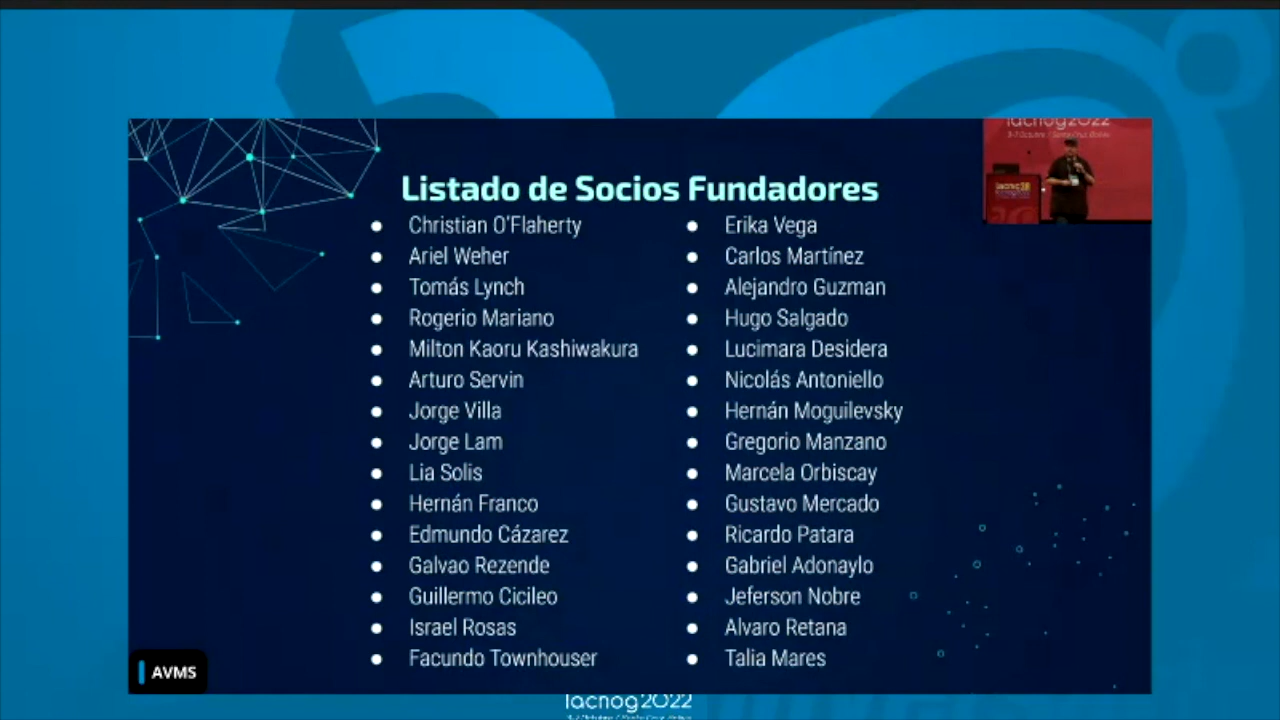 lacnog2022
Listado de Socios Fundadores
Christian O'Flaherty
Ariel Weher
Tomás Lynch
Rogerio Mariano
Milton Kaoru Kashiwakura
Arturo Servin
Jorge Villa
Jorge Lam
Lia Solis
Hernán Franco
Edmundo Cázarez
Galvao Rezende
Guillermo Cicileo
Israel Rosas
Facundo Townhouser
Erika Vega
Carlos Martínez
Alejandro Guzman
Hugo Salgado
Lucimara Desidera
Nicolás Antoniello
Hernán Moguilevsky
Gregorio Manzano
Marcela Orbiscay
Gustavo Mercado
Ricardo Patara
Gabriel Adonaylo
Jeferson Nobre
Alvaro Retana
Talia Mares
AVMS
lacnog2022